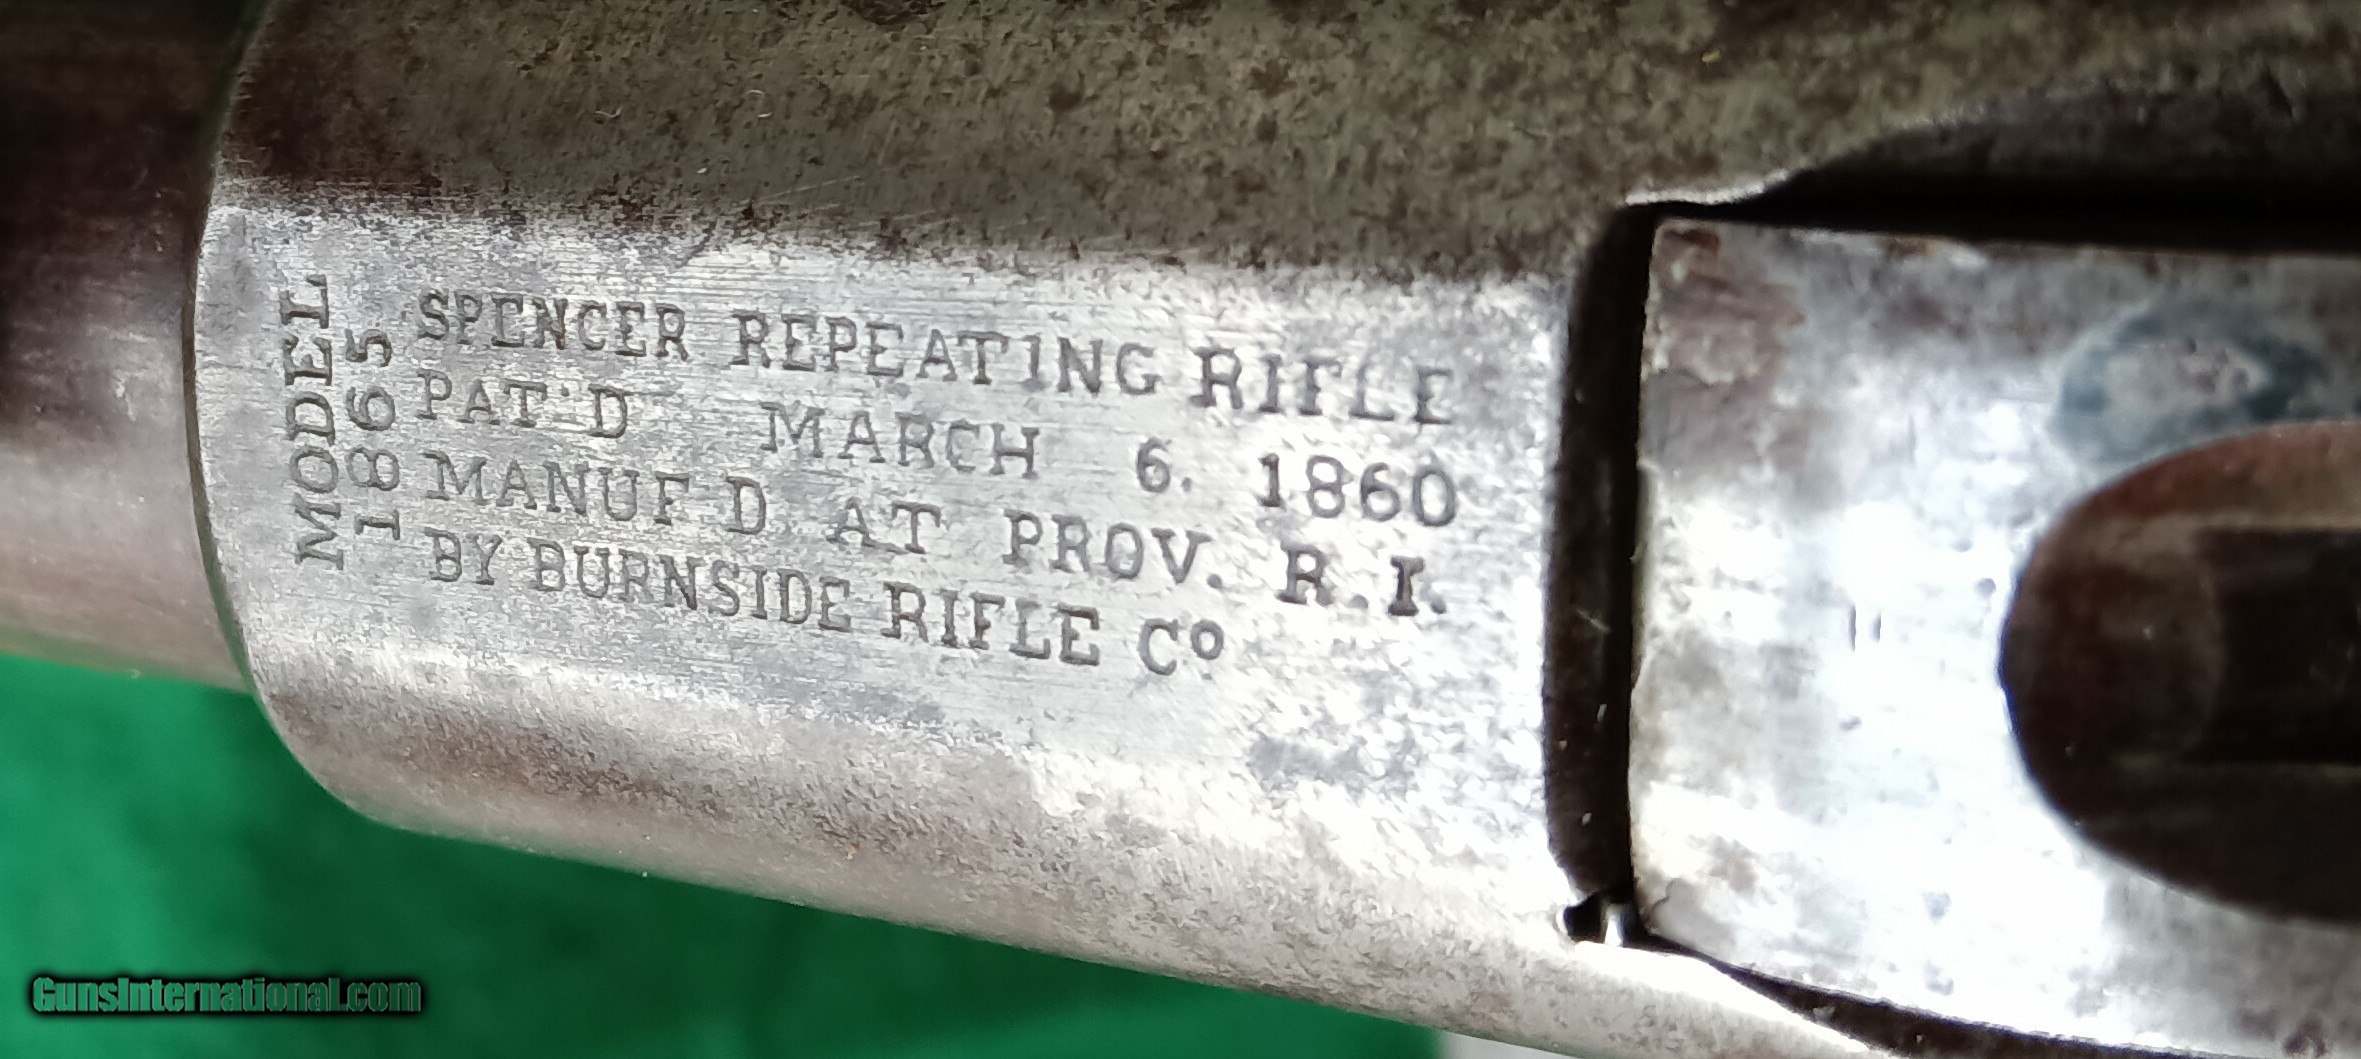 SPENCER REPEATING RIFLE
PAT'D MARCH 6. 1860
MANUF'D. AT PROV. R.I.
BY BURNSIDE RIFLE Cº
MODEL
1865
GunsInternational.com